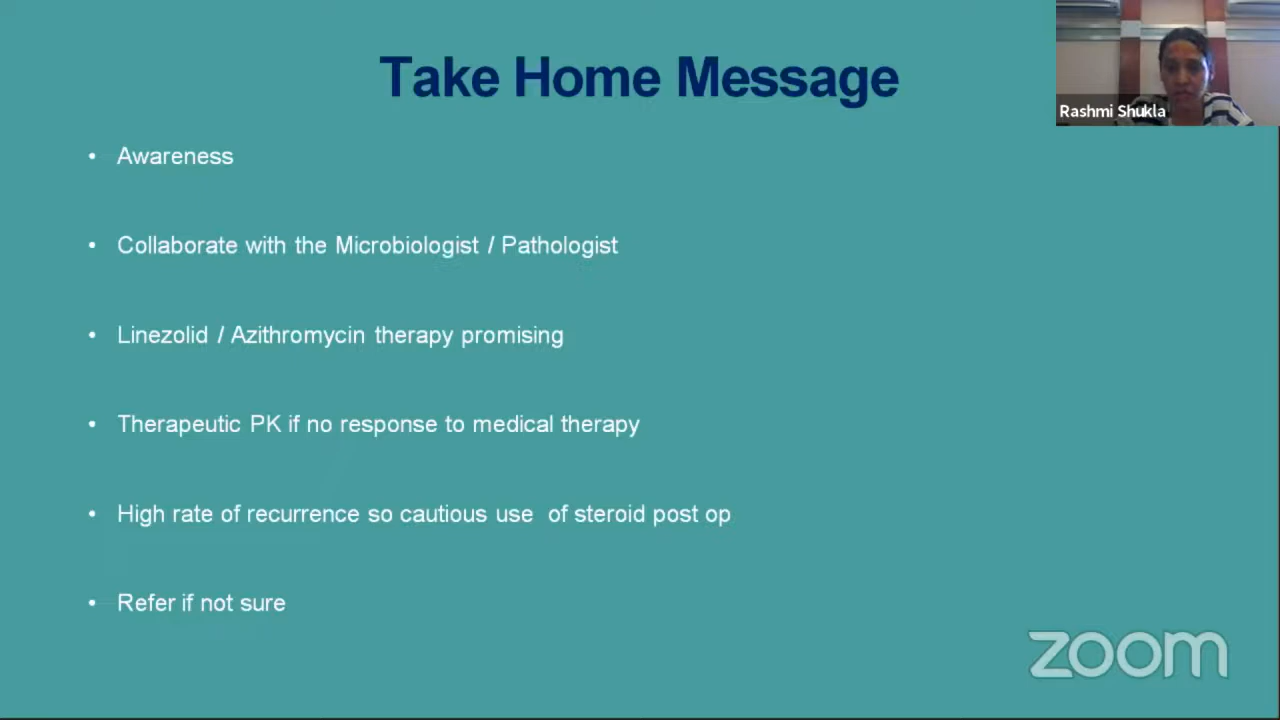 Take Home Message
Rashmi Shukla
• Awareness
• Collaborate with the Microbiologist / Pathologist
• Linezolid / Azithromycin therapy promising
• Therapeutic PK if no response to medical therapy
• High rate of recurrence so cautious use  of steroid post op
• Refer if not sure
zoom